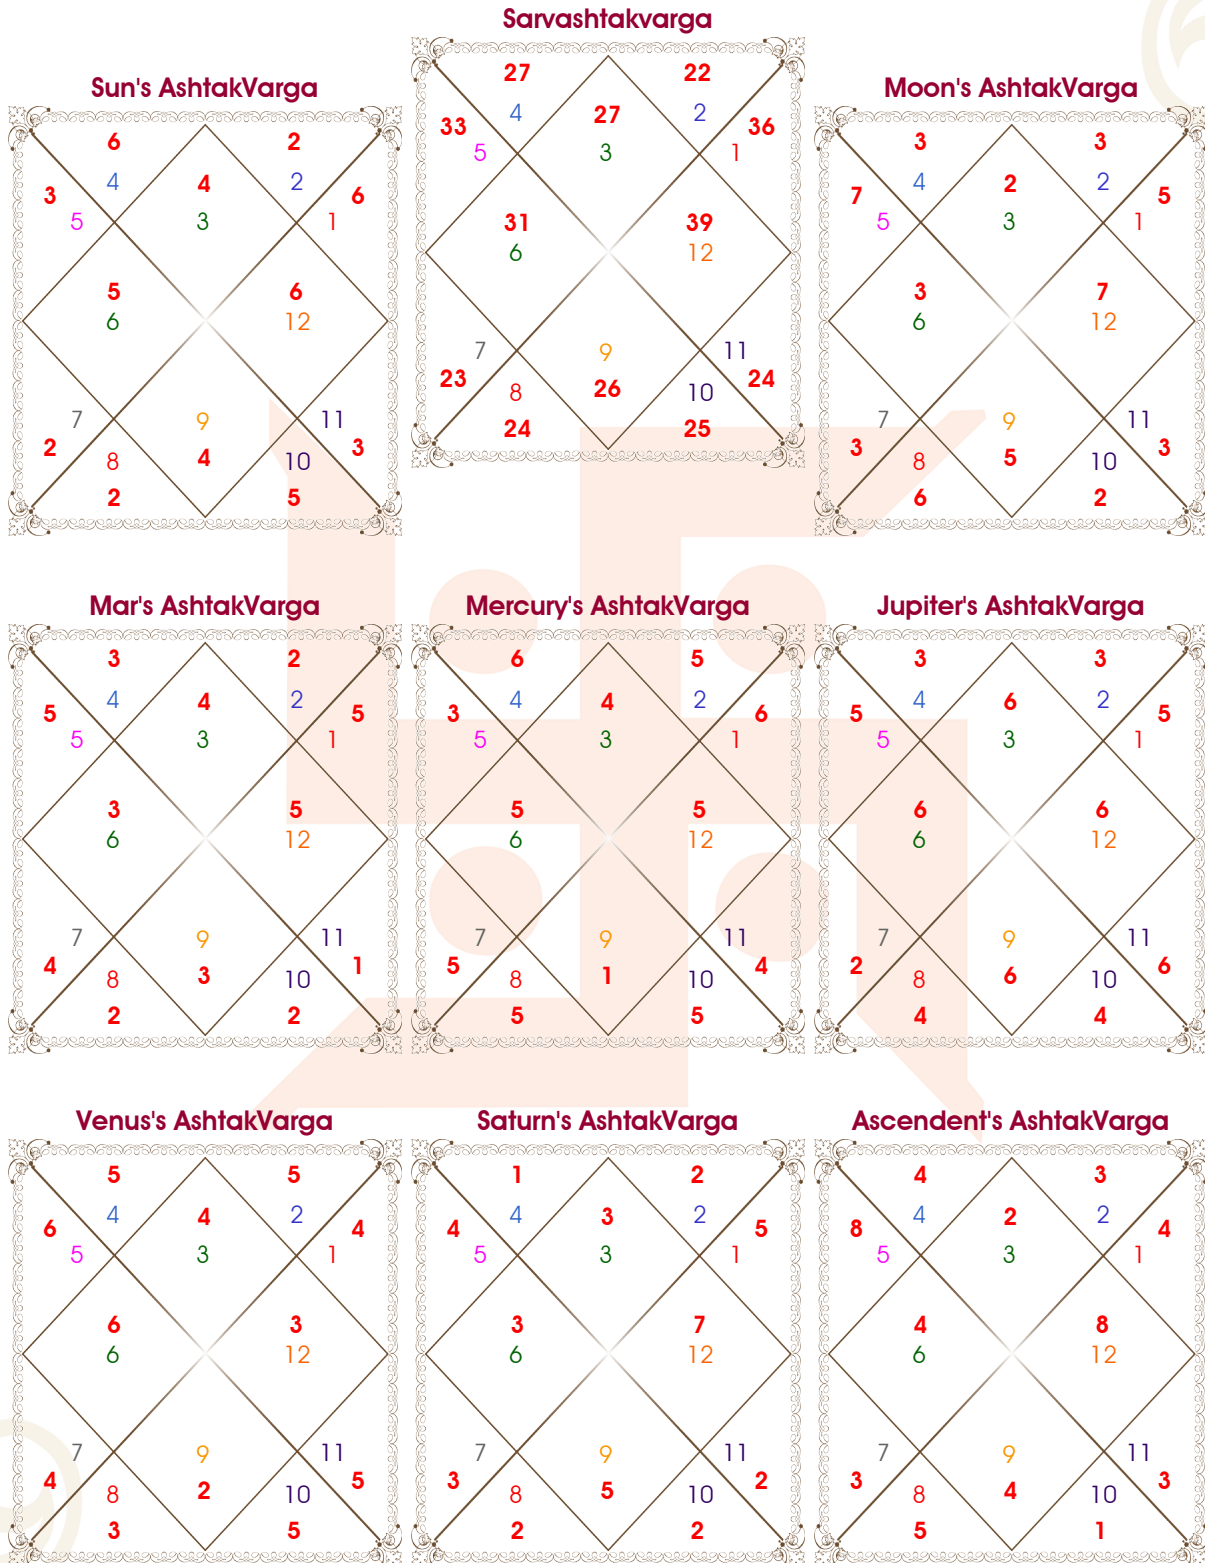 Sarvashtakvarga
27 22
4 27 2
33 36
5 3 1
31 39
6 12
7 9 11
23 26 24
8 10
24 25
Sun's AshtakVarga
6 2
4 4 2
3 6
5 3 1
5 6
6 12
7 9 11
2 4 3
8 10
2 5
Moon's AshtakVarga
3 3
4 2 2
7 5
5 3 1
3 7
6 12
7 9 11
3 5 3
8 10
6 2
Mar's AshtakVarga
3 2
4 4 2
5 5
5 3 1
3 5
6 12
7 9 11
4 3 1
8 10
2 2
Mercury's AshtakVarga
6 5
4 4 2
3 6
5 3 1
5 5
6 12
7 9 11
5 1 4
8 10
5 5
Jupiter's AshtakVarga
3 3
4 6 2
5 5
5 3 1
6 6
6 12
7 9 11
2 6 6
8 10
4 4
Venus's AshtakVarga
5 5
4 4 2
6 4
5 3 1
6 3
6 12
7 9 11
4 2 5
8 10
3 5
Saturn's AshtakVarga
1 2
4 3 2
4 5
5 3 1
3 7
6 12
7 9 11
3 5 2
8 10
2 2
Ascendent's AshtakVarga
4 3
4 2 2
8 4
5 3 1
4 8
6 12
7 9 11
3 4 3
8 10
5 1